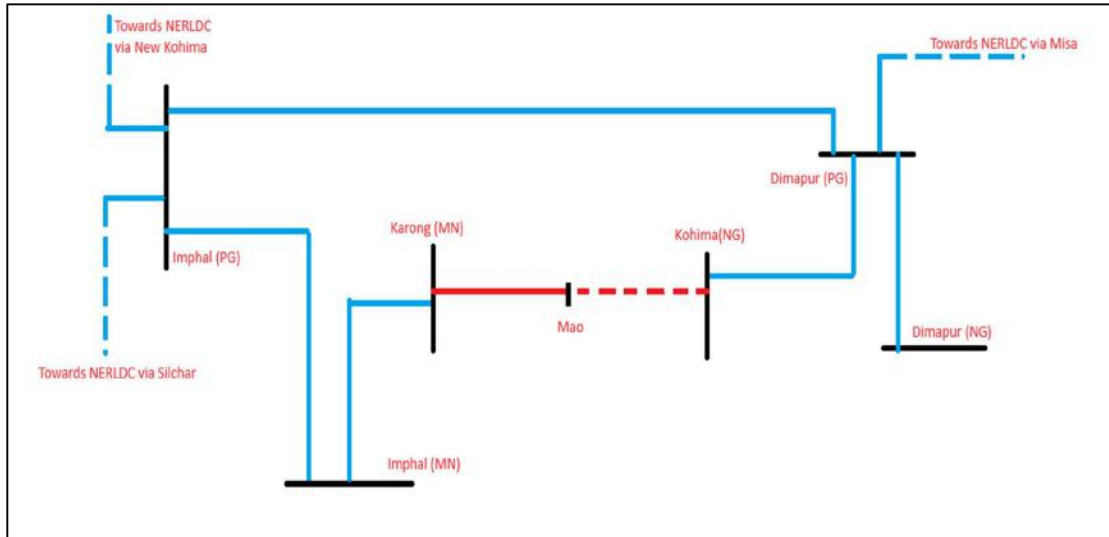 Towards NERLDC
via New Kohima
Towards NERLDC via Misa
Dimapur (PG)
Karong (MN)
Kohima(NG)
Imphal (PG)
Mao
Dimapur (NG)
Towards NERLDC via Silchar
Imphal (MN)